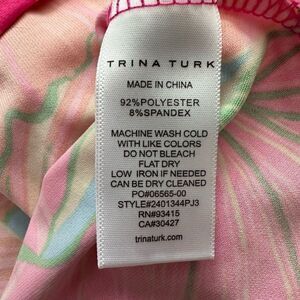 TRINA TURK
MADE IN CHINA
92%POLYESTER
8%SPANDEX
MACHINE WASH COLD
WITH LIKE COLORS
DO NOT BLEACH
FLAT DRY
LOW IRON IF NEEDED
CAN BE DRY CLEANED
PO#06565-00
STYLE#2401344PJ3
RN#93415
CA#30427
trinaturk.com